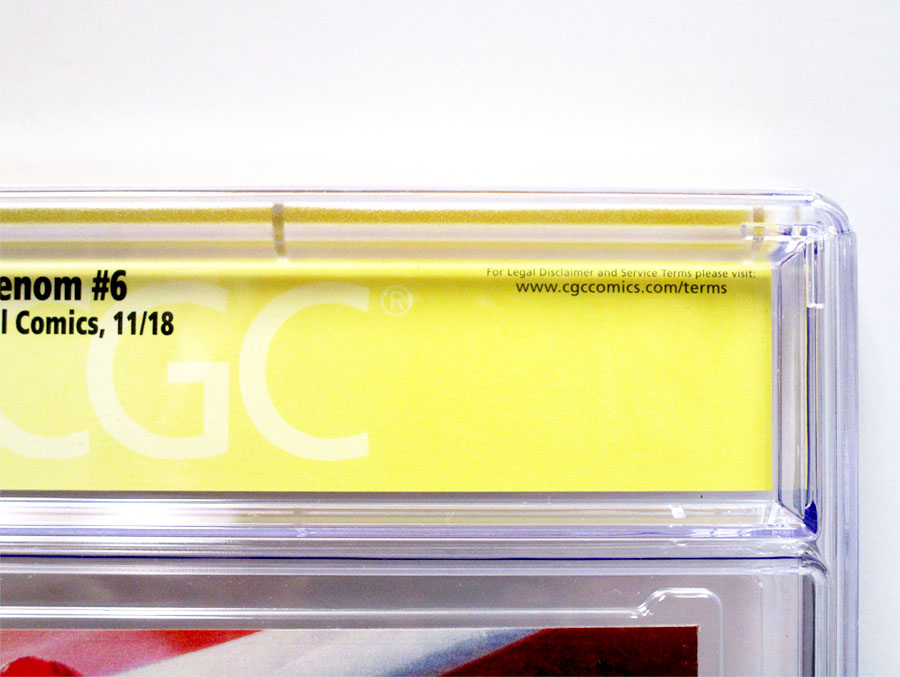 enom #6
l Comics, 11/18
For Legal Disclaimer and Service Terms please visit:
www.cgccomics.com/terms
CGC®